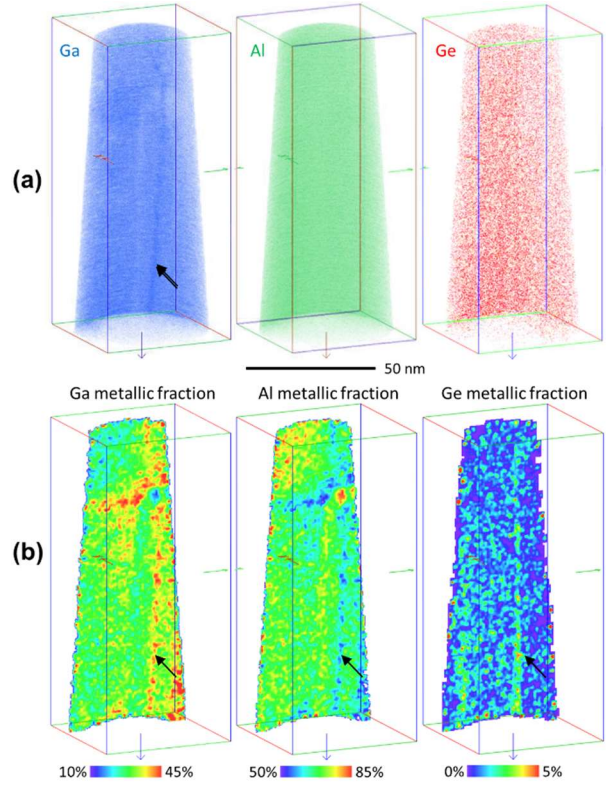 Ga
Al
Ge
(a)
50 nm
Ga metallic fraction
Al metallic fraction
Ge metallic fraction
(b)
10%
45%
50%
85%
0%
5%